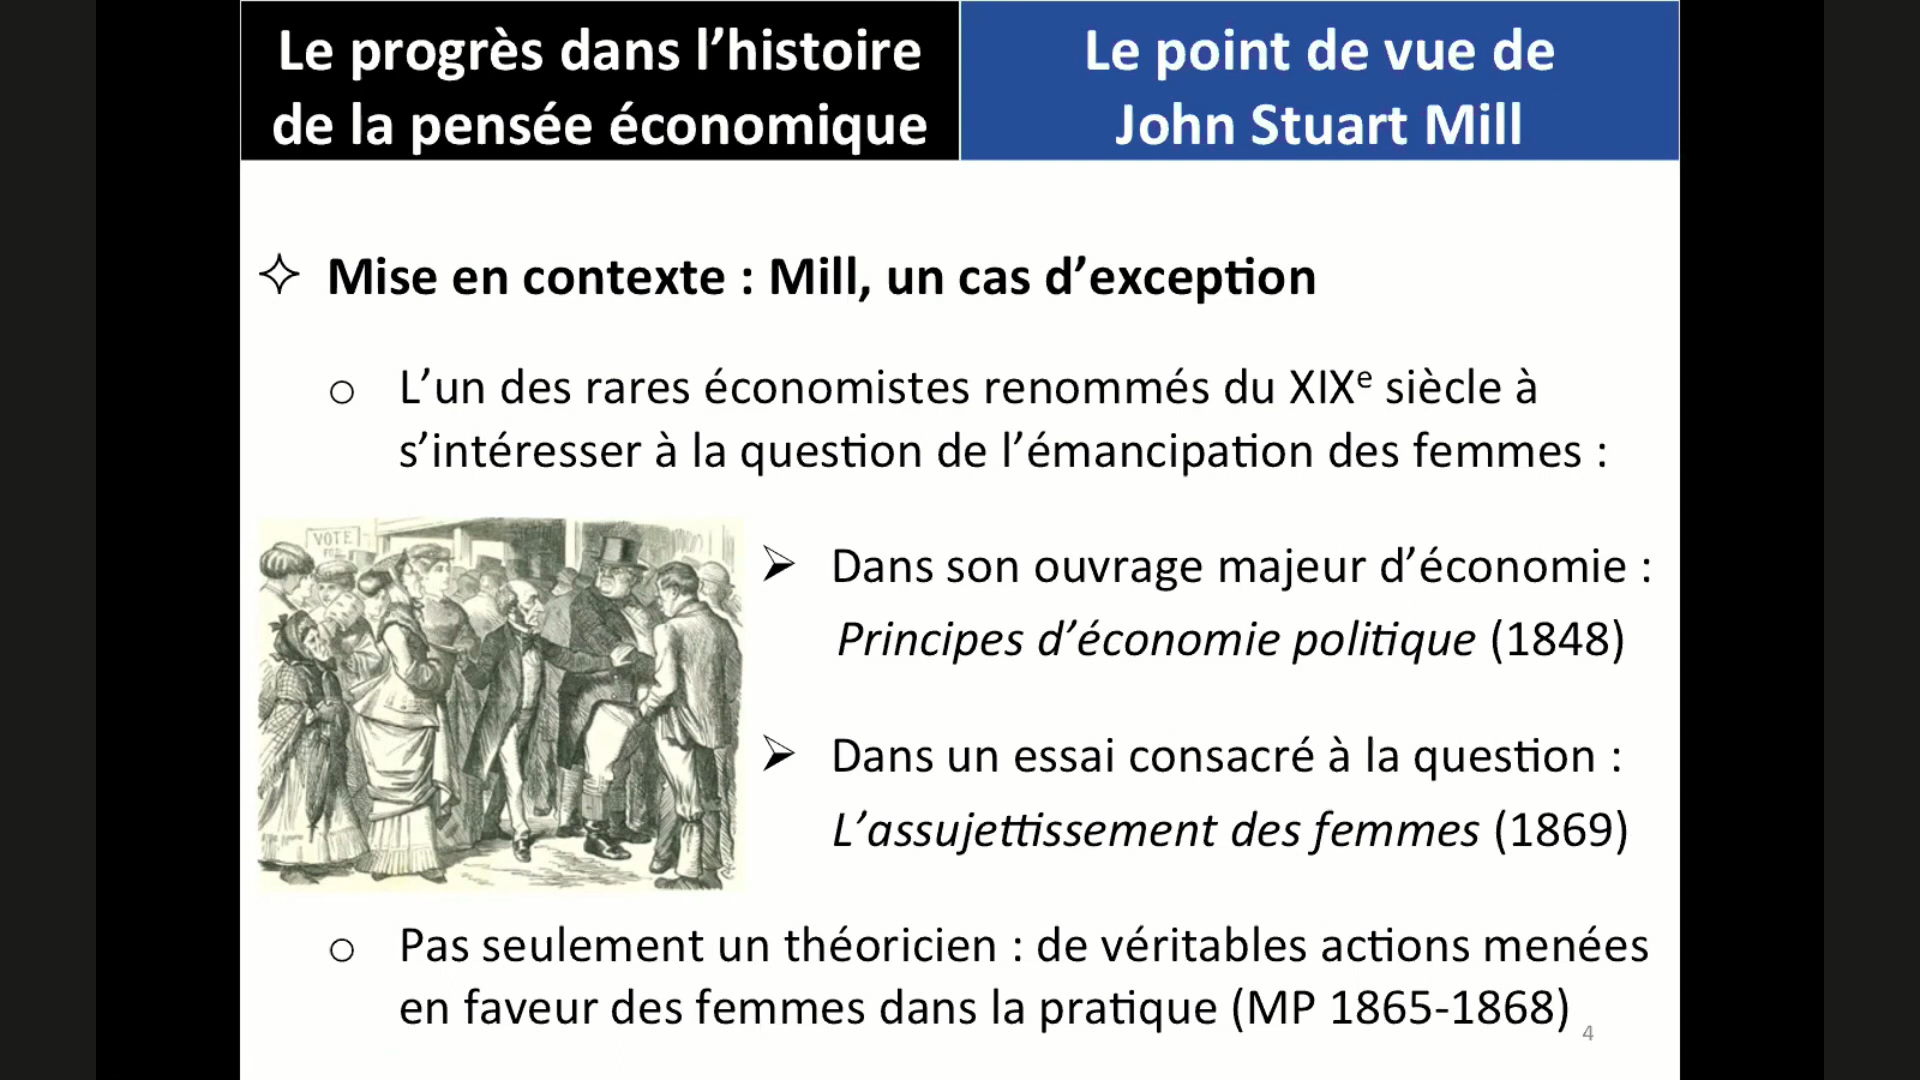 Le progrès dans l’histoire
de la pensée économique
Le point de vue de
John Stuart Mill
Mise en contexte : Mill, un cas d’exception
L’un des rares économistes renommés du XIXe siècle à
s’intéresser à la question de l’émancipation des femmes :
VOTE
Dans son ouvrage majeur d’économie :
Principes d’économie politique (1848)
Dans un essai consacré à la question :
L’assujettissement des femmes (1869)
Pas seulement un théoricien : de véritables actions menées
en faveur des femmes dans la pratique (MP 1865-1868)
4